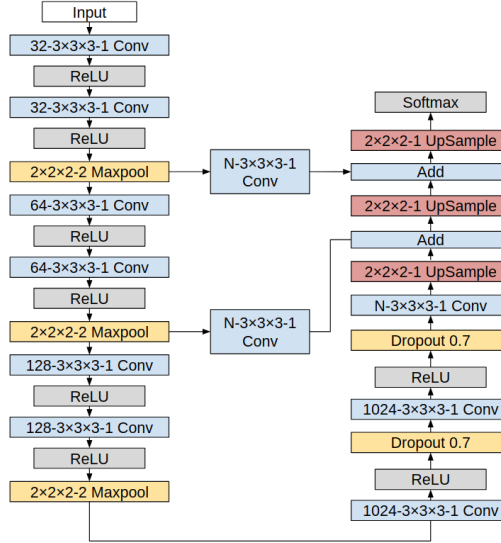 Input
32-3×3×3-1 Conv
ReLU
32-3×3×3-1 Conv
ReLU
2×2×2-2 Maxpool
64-3×3×3-1 Conv
ReLU
64-3×3×3-1 Conv
ReLU
2×2×2-2 Maxpool
128-3×3×3-1 Conv
ReLU
128-3×3×3-1 Conv
ReLU
2×2×2-2 Maxpool
N-3×3×3-1
Conv
N-3×3×3-1
Conv
Softmax
2×2×2-1 UpSample
Add
2×2×2-1 UpSample
Add
2×2×2-1 UpSample
N-3×3×3-1 Conv
Dropout 0.7
ReLU
1024-3×3×3-1 Conv
Dropout 0.7
ReLU
1024-3×3×3-1 Conv